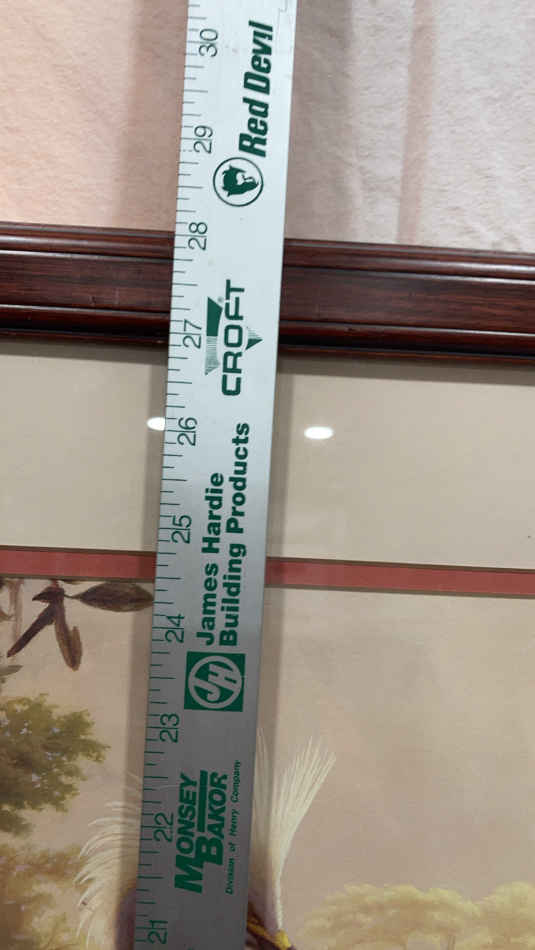 30
29
28
27
26
25
24
23
22
21
Red Devil
CROFT
James Hardie
Building Products
JH
MONSEY
BAKOR
Division of Henry Company